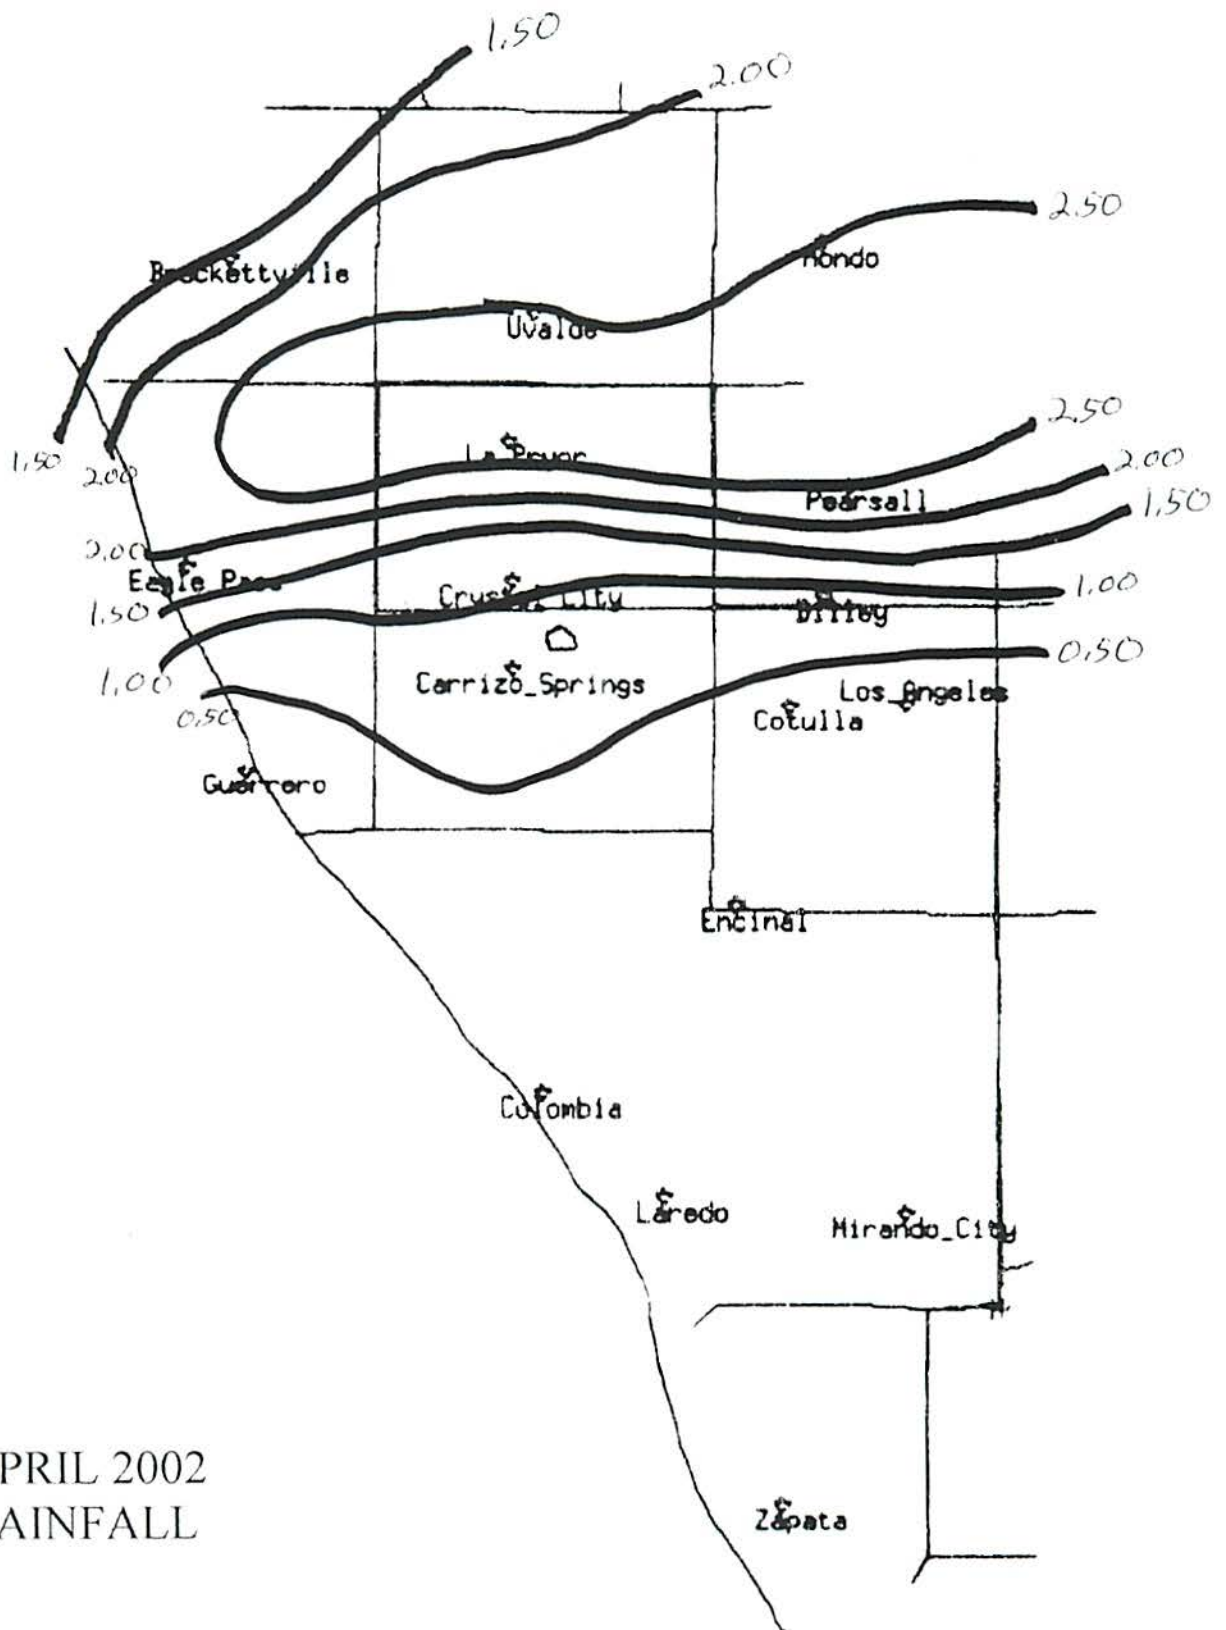 1.50
2.00
2.50
Hondo
Brackettville
Uvalde
2.50
La Pryor
1.50
2.00
2.00
Pearsall
1.50
2.00
Eagle Pass
1.50
Crystal City
Dilley
1.00
1.00
0.50
Carrizo_Springs
Los_Angeles
0.50
Cotulla
Guerrero
Encinal
Colombia
Laredo
Mirando_City
PRIL 2002
AINFALL
Zapata